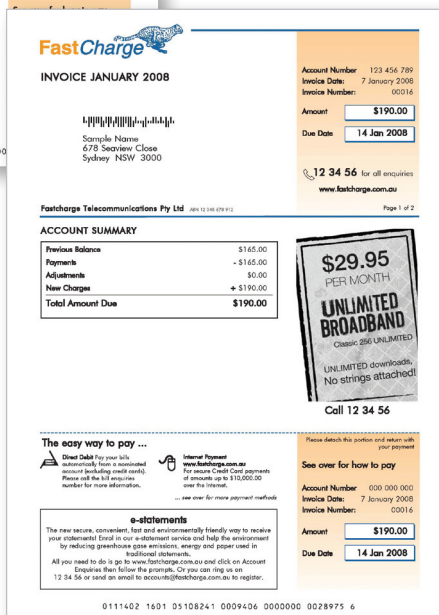 FastCharge
INVOICE JANUARY 2008
Sample Name
678 Seaview Close
Sydney NSW 3000
Account Number 123 456 789
Invoice Date: 7 January 2008
Invoice Number: 00016
Amount $190.00
Due Date 14 Jan 2008
12 34 56 for all enquiries
www.fastcharge.com.au
Fastcharge Telecommunications Pty Ltd ABN 12 345 678 912
Page 1 of 2
ACCOUNT SUMMARY
Previous Balance $165.00
Payments - $165.00
Adjustments $0.00
New Charges + $190.00
Total Amount Due $190.00
$29.95
PER MONTH
UNLIMITED
BROADBAND
Classic 256 UNLIMITED
UNLIMITED downloads,
No strings attached!
Call 12 34 56
The easy way to pay ...
Direct Debit Pay your bills
automatically from a nominated
account (excluding credit cards).
Please call the bill enquiries
number for more information.
Internet Payment
www.fastcharge.com.au
For secure Credit Card payments
of amounts up to $10,000.00
over the Internet.
... see over for more payment methods
e-statements
The new secure, convenient, fast and environmentally friendly way to receive
your statements! Enrol in our e-statement service and help the environment
by reducing greenhouse gase emissions, energy and paper used in
traditional statements.
All you need to do is go to www.fastcharge.com.au and click on Account
Enquiries then follow the prompts. Or you can ring us on
12 34 56 or send an email to accounts@fastcharge.com.au to register.
Please detach this portion and return with
your payment
See over for
how to pay
Account Number 000 000 000
Invoice Date: 7 January 2008
Invoice Number: 00016
Amount $190.00
Due Date 14 Jan 2008
0111402 1601 05108241 0009406 0000000 0028975 6